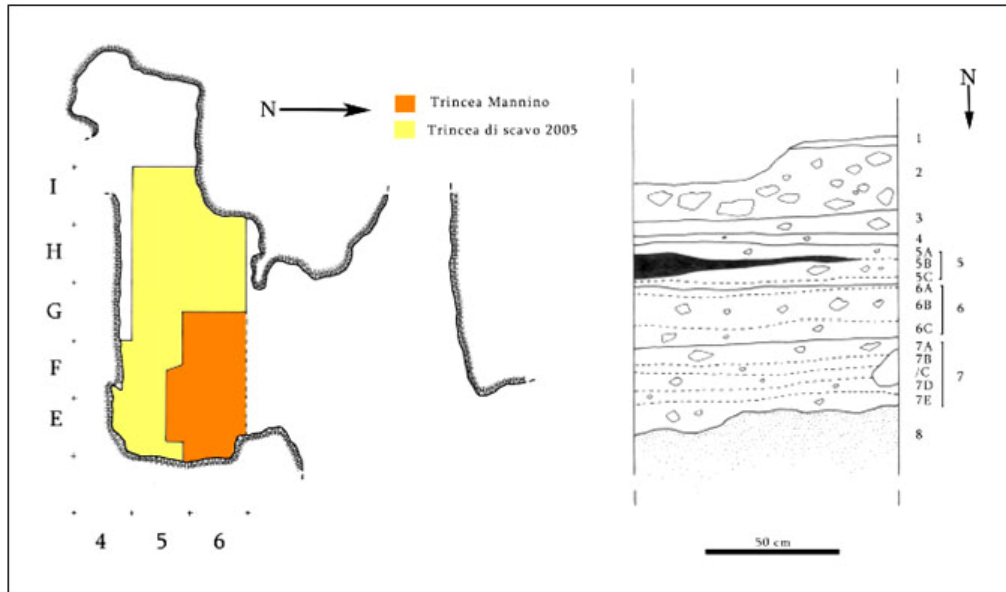 N
Trincea Mannino
Trincea di scavo 2005
I
H
G
F
E
4 5 6
N
1
2
3
4
5A
5B 5
5C
6A
6B 6
6C
7A
7B
/C 7
7D
7E
8
50 cm